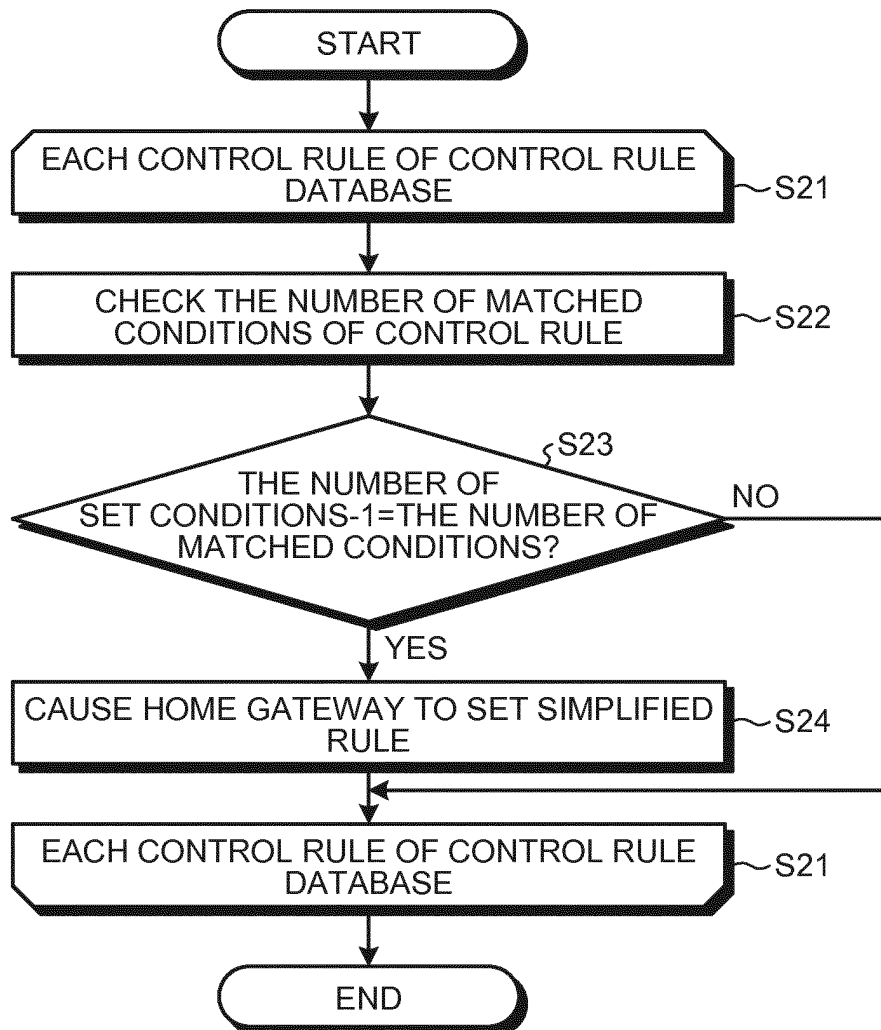 START
EACH CONTROL RULE OF CONTROL RULE
DATABASE
S21
CHECK THE NUMBER OF MATCHED
CONDITIONS OF CONTROL RULE
S22
S23
THE NUMBER OF
SET CONDITIONS-1=THE NUMBER OF
MATCHED CONDITIONS?
NO
YES
CAUSE HOME GATEWAY TO SET SIMPLIFIED
RULE
S24
EACH CONTROL RULE OF CONTROL RULE
DATABASE
S21
END